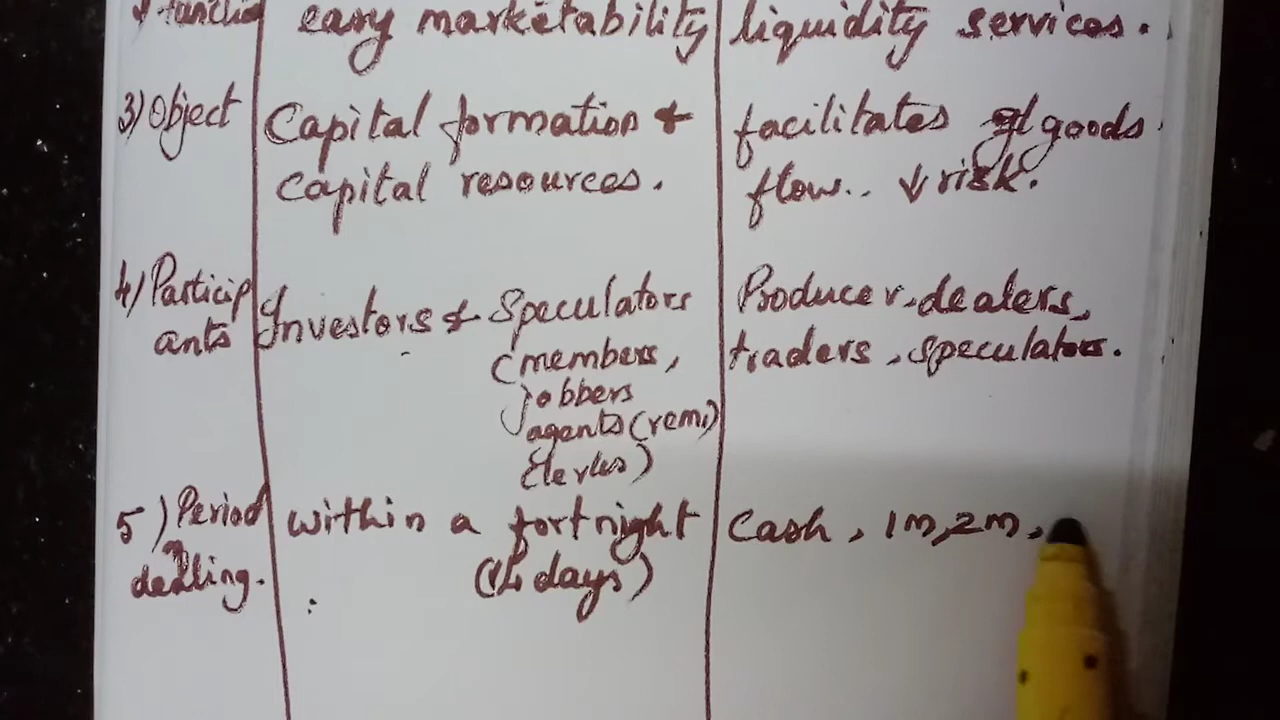 easy marketability liquidity services.
3) Object Capital formation & facilitates goods
capital resources. flow.. ↓ risk.
4) Particip Investors & Speculators Producer, dealers,
ants (members, traders, speculators.
jobbers
agents (remi
clerks)
5) Period within a fortnight Cash, 1m, 2m,
dealing. (14 days)